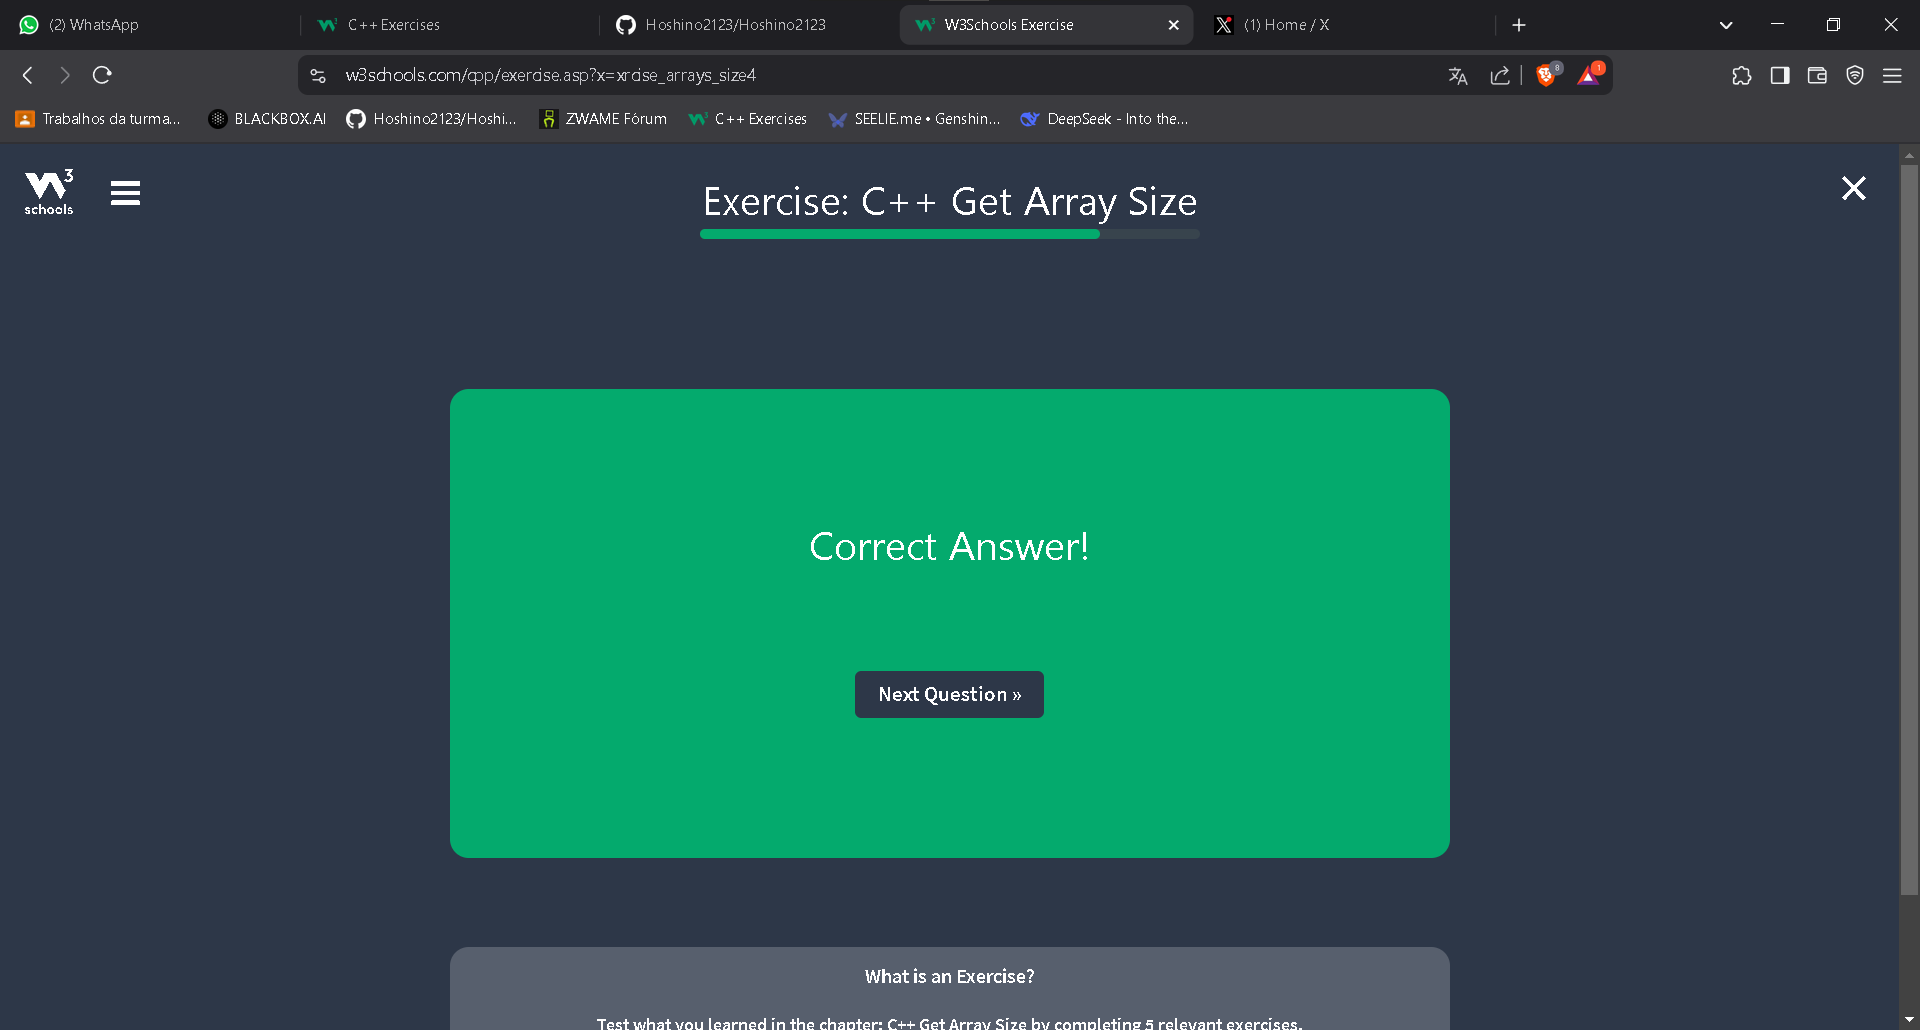 (2) WhatsApp
C++ Exercises
Hoshino2123/Hoshino2123
W3Schools Exercise
(1) Home / X
w3schools.com/cpp/exercise.asp?x=xrcise_arrays_size4
8
1
Trabalhos da turma...
BLACKBOX.AI
Hoshino2123/Hoshi...
ZWAME Fórum
C++ Exercises
SEELIE.me • Genshin...
DeepSeek - Into the...
W3
schools
Exercise: C++ Get Array Size
Correct Answer!
Next Question »
What is an Exercise?
Test what you learned in the chapter: C++ Get Array Size by completing 5 relevant exercises.